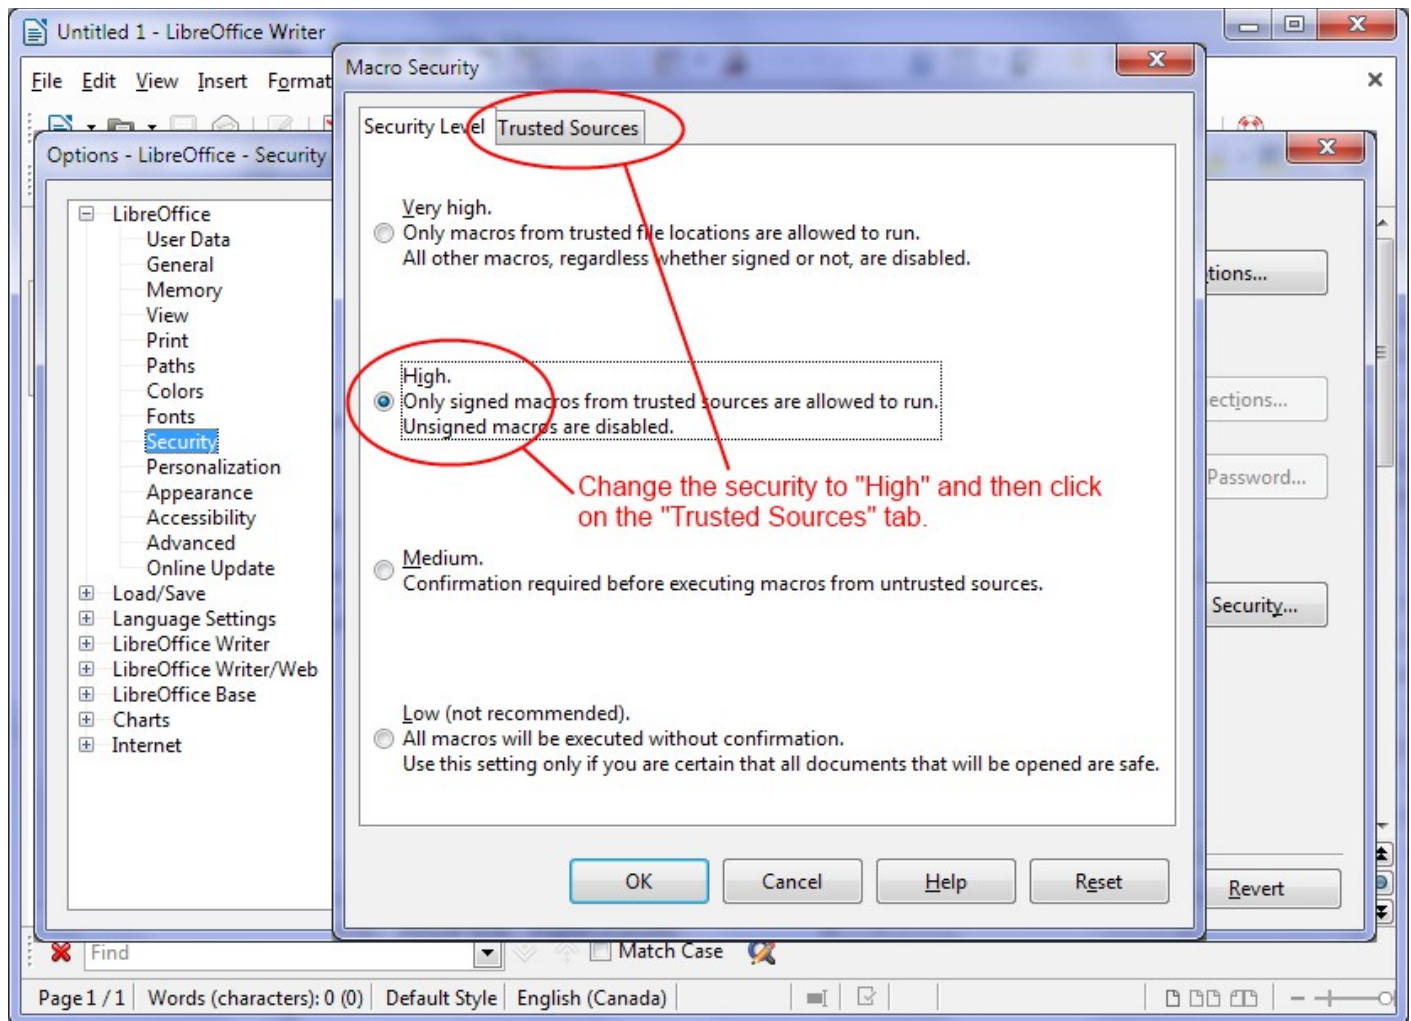 Untitled 1 - LibreOffice Writer
File Edit View Insert Format
Macro Security
Security Level Trusted Sources
Options - LibreOffice - Security
LibreOffice
User Data
General
Memory
View
Print
Paths
Colors
Fonts
Security
Personalization
Appearance
Accessibility
Advanced
Online Update
Load/Save
Language Settings
LibreOffice Writer
LibreOffice Writer/Web
LibreOffice Base
Charts
Internet
Very high.
Only macros from trusted file locations are allowed to run.
All other macros, regardless whether signed or not, are disabled.
High.
Only signed macros from trusted sources are allowed to run.
Unsigned macros are disabled.
Change the security to "High" and then click
on the "Trusted Sources" tab.
Medium.
Confirmation required before executing macros from untrusted sources.
Low (not recommended).
All macros will be executed without confirmation.
Use this setting only if you are certain that all documents that will be opened are safe.
OK Cancel Help Reset
tions...
ections...
Password...
Security...
Revert
Find Match Case
Page 1 / 1 Words (characters): 0 (0) Default Style English (Canada)